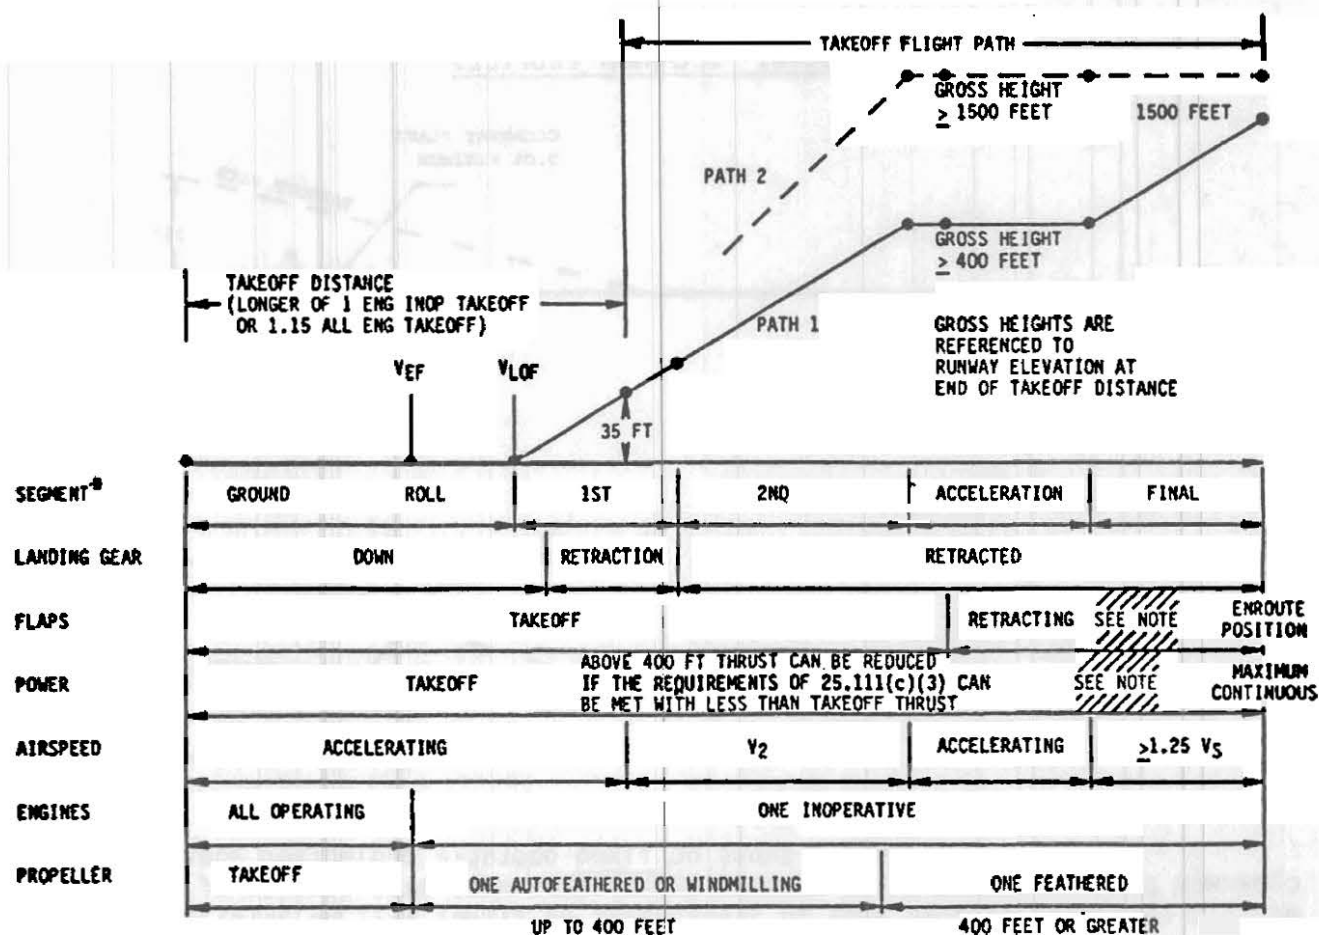 TAKEOFF FLIGHT PATH
GROSS HEIGHT
≥ 1500 FEET
1500 FEET
PATH 2
GROSS HEIGHT
≥ 400 FEET
TAKEOFF DISTANCE
(LONGER OF 1 ENG INOP TAKEOFF
OR 1.15 ALL ENG TAKEOFF)
PATH 1
GROSS HEIGHTS ARE
REFERENCED TO
RUNWAY ELEVATION AT
END OF TAKEOFF DISTANCE
VEF
VLOF
35 FT
SEGMENT* GROUND ROLL 1ST 2ND ACCELERATION FINAL
LANDING GEAR DOWN RETRACTION RETRACTED
FLAPS TAKEOFF RETRACTING SEE NOTE ENROUTE
POSITION
POWER TAKEOFF ABOVE 400 FT THRUST CAN BE REDUCED
IF THE REQUIREMENTS OF 25.111(c)(3) CAN
BE MET WITH LESS THAN TAKEOFF THRUST
SEE NOTE MAXIMUM
CONTINUOUS
AIRSPEED ACCELERATING V2 ACCELERATING ≥1.25 VS
ENGINES ALL OPERATING ONE INOPERATIVE
PROPELLER TAKEOFF ONE AUTOFEATHERED OR WINDMILLING ONE FEATHERED
UP TO 400 FEET 400 FEET OR GREATER